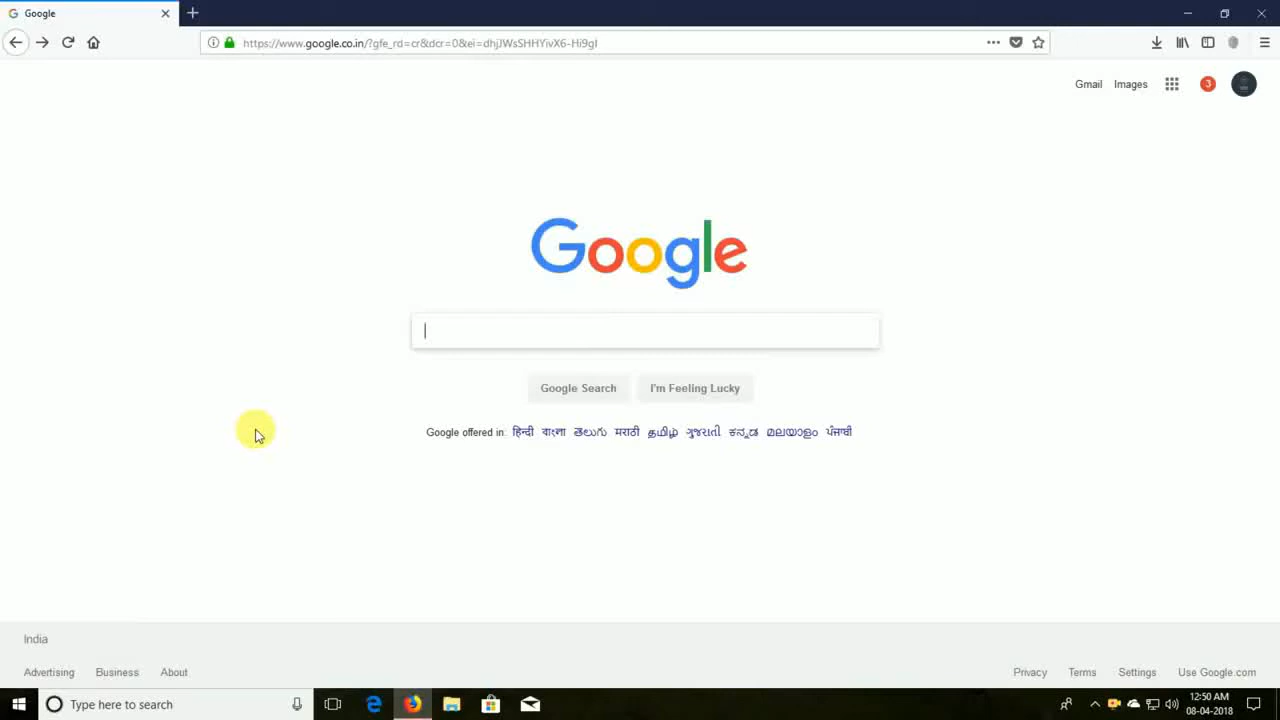 Google
https://www.google.co.in/?gfe_rd=cr&dcr=0&ei=dhjJWsSHHYivX6-Hi9gI
Gmail Images 3
Google
Google Search I'm Feeling Lucky
Google offered in: हिन्दी বাংলা తెలుగు मराठी தமிழ் ગુજરાતી ಕನ್ನಡ മലയാളം ਪੰਜਾਬੀ
India
Advertising Business About Privacy Terms Settings Use Google.com
Type here to search
12:50 AM
08-04-2018